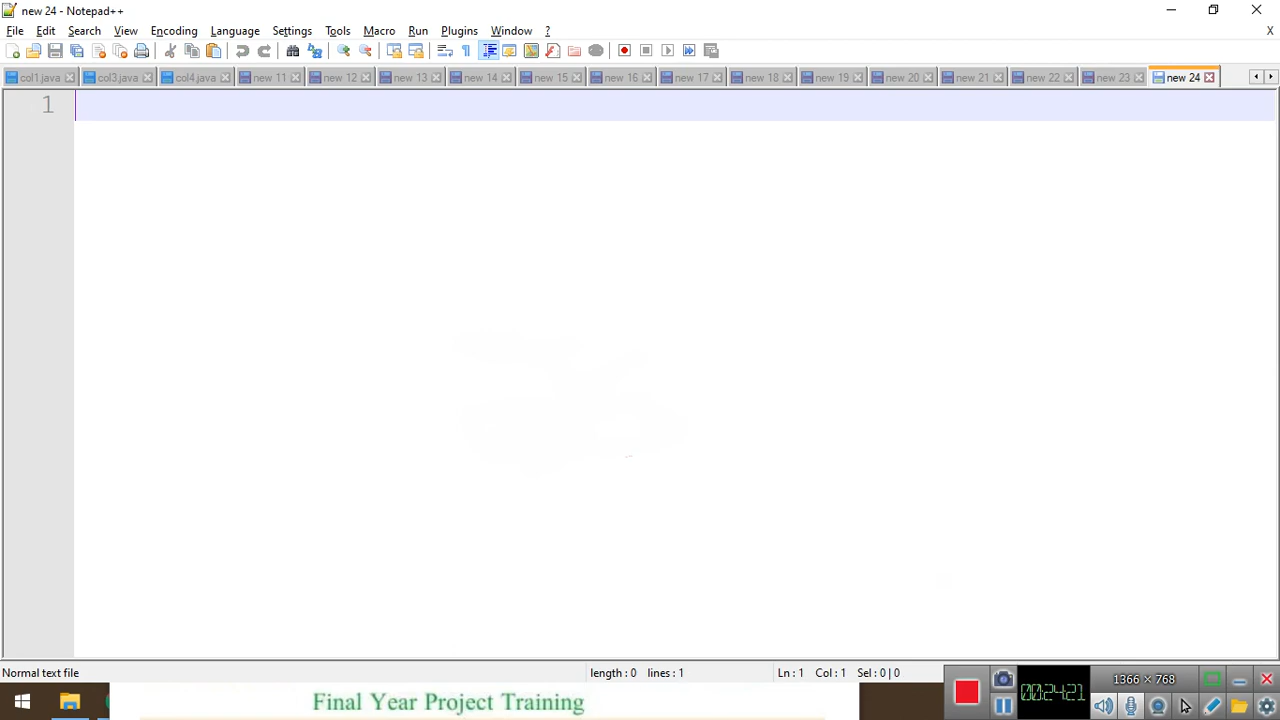 new 24 - Notepad++
File Edit Search View Encoding Language Settings Tools Macro Run Plugins Window ? X
col1.java col3.java col4.java new 11 new 12 new 13 new 14 new 15 new 16 new 17 new 18 new 19 new 20 new 21 new 22 new 23 new 24
1
Normal text file length : 0 lines : 1 Ln : 1 Col : 1 Sel : 0 | 0
1366 × 768
00:24:21
Final Year Project Training